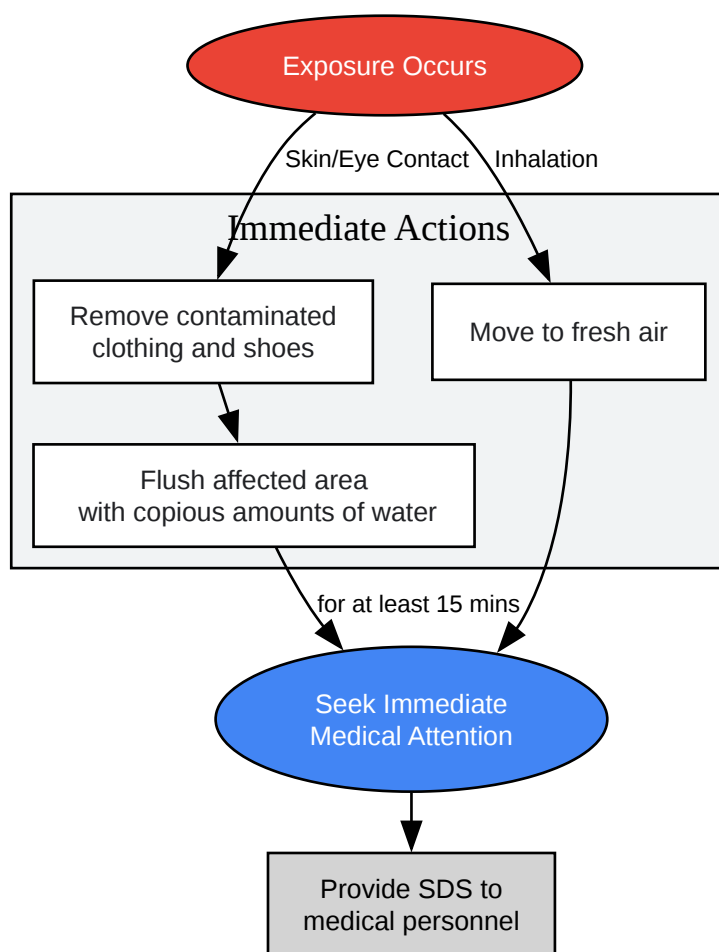 Exposure Occurs
Skin/Eye Contact
Inhalation
Immediate Actions
Remove contaminated
clothing and shoes
Move to fresh air
Flush affected area
with copious amounts of water
for at least 15 mins
Seek Immediate
Medical Attention
Provide SDS to
medical personnel